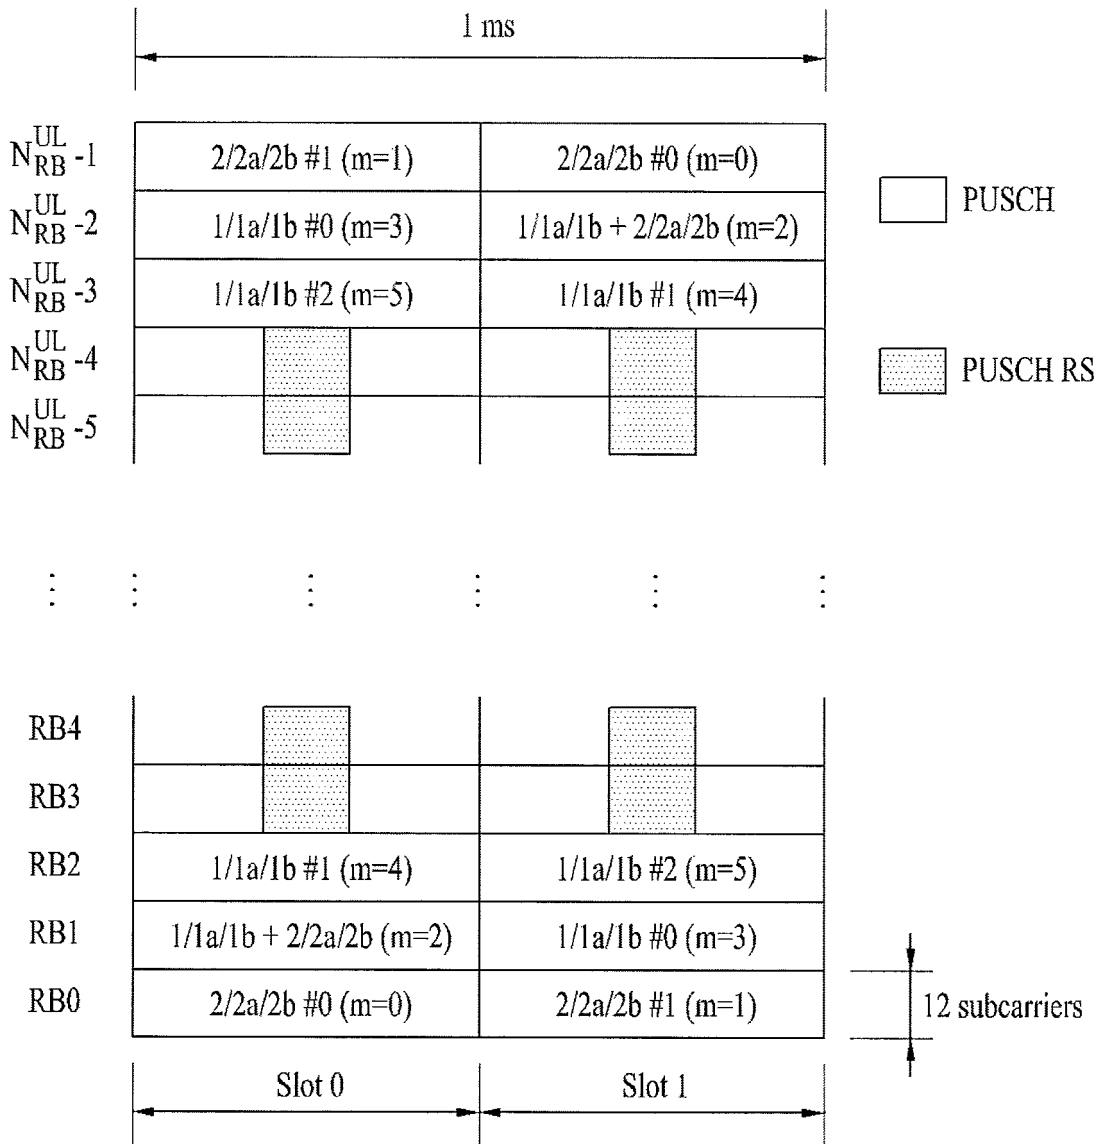 1 ms
N_RB^UL -1 2/2a/2b #1 (m=1) 2/2a/2b #0 (m=0)
N_RB^UL -2 1/1a/1b #0 (m=3) 1/1a/1b + 2/2a/2b (m=2)
N_RB^UL -3 1/1a/1b #2 (m=5) 1/1a/1b #1 (m=4)
N_RB^UL -4
N_RB^UL -5
PUSCH
PUSCH RS
RB4
RB3
RB2 1/1a/1b #1 (m=4) 1/1a/1b #2 (m=5)
RB1 1/1a/1b + 2/2a/2b (m=2) 1/1a/1b #0 (m=3)
RB0 2/2a/2b #0 (m=0) 2/2a/2b #1 (m=1)
12 subcarriers
Slot 0 Slot 1